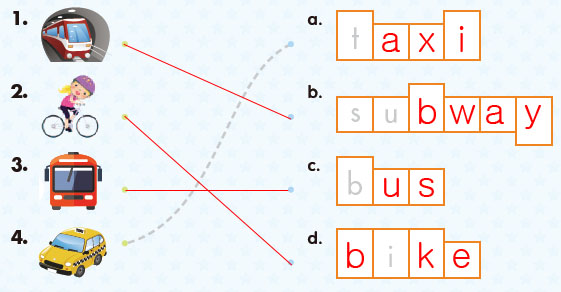 1. a. taxi
2. b. subway
3. c. bus
4. d. bike